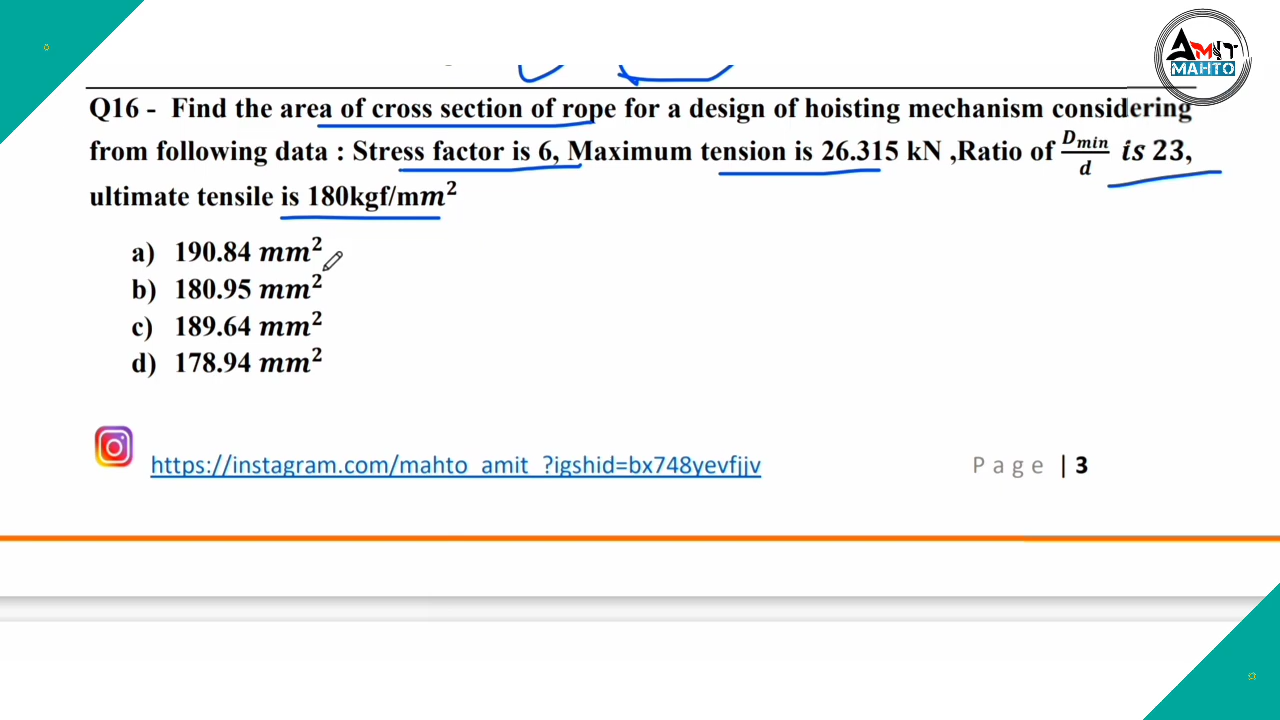 AMIT
MAHTO
Q16 - Find the area of cross section of rope for a design of hoisting mechanism considering
from following data : Stress factor is 6, Maximum tension is 26.315 kN ,Ratio of D_min/d is 23,
ultimate tensile is 180kgf/mm²
a) 190.84 mm²
b) 180.95 mm²
c) 189.64 mm²
d) 178.94 mm²
https://instagram.com/mahto_amit_?igshid=bx748yevfjjv
Page | 3